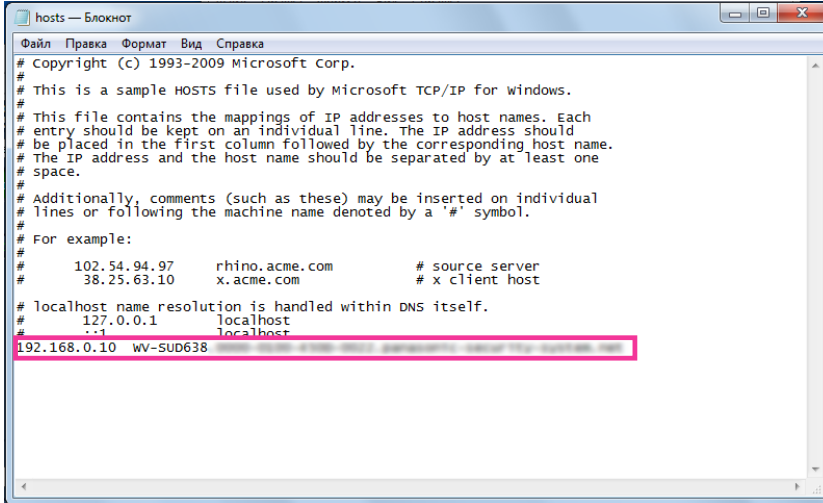 hosts — Блокнот
Файл Правка Формат Вид Справка
# Copyright (c) 1993-2009 Microsoft Corp.
#
# This is a sample HOSTS file used by Microsoft TCP/IP for Windows.
#
# This file contains the mappings of IP addresses to host names. Each
# entry should be kept on an individual line. The IP address should
# be placed in the first column followed by the corresponding host name.
# The IP address and the host name should be separated by at least one
# space.
#
# Additionally, comments (such as these) may be inserted on individual
# lines or following the machine name denoted by a '#' symbol.
#
# For example:
#
# 102.54.94.97 rhino.acme.com # source server
# 38.25.63.10 x.acme.com # x client host

# localhost name resolution is handled within DNS itself.
# 127.0.0.1 localhost
# ::1 localhost
192.168.0.10 WV-SUD638